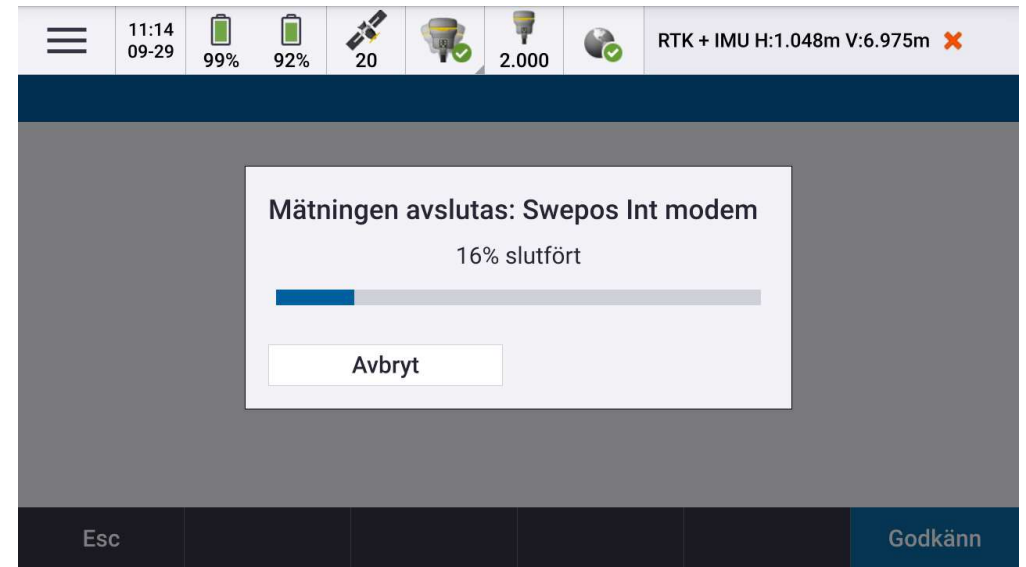 11:14
09-29
99%
92%
20
2.000
RTK + IMU H:1.048m V:6.975m
Mätningen avslutas: Swepos Int modem
16% slutfört
Avbryt
Esc
Godkänn